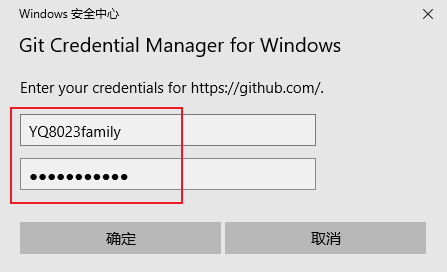 Windows 安全中心
Git Credential Manager for Windows
Enter your credentials for https://github.com/.
YQ8023family
●●●●●●●●●●●
确定
取消